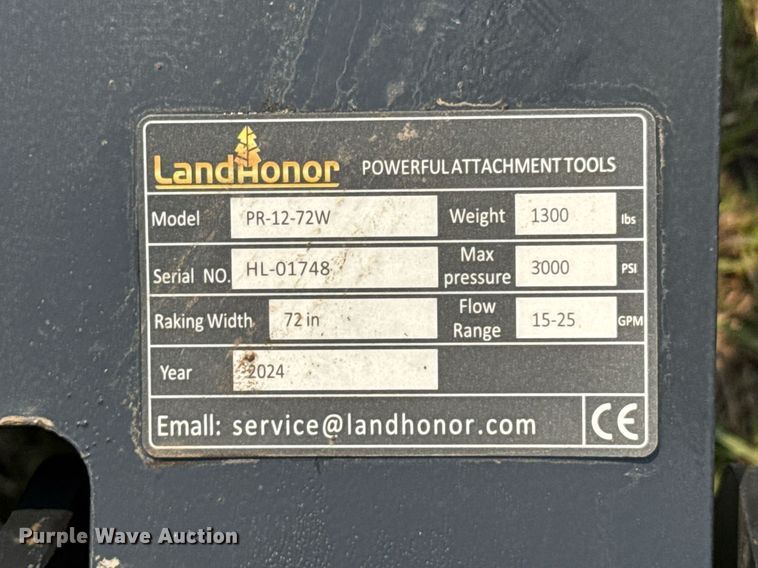 LandHonor POWERFUL ATTACHMENT TOOLS
Model PR-12-72W Weight 1300 lbs
Serial NO. HL-01748 Max pressure 3000 PSI
Raking Width 72 in Flow Range 15-25 GPM
Year 2024
Emall: service@landhonor.com CE
Purple Wave Auction